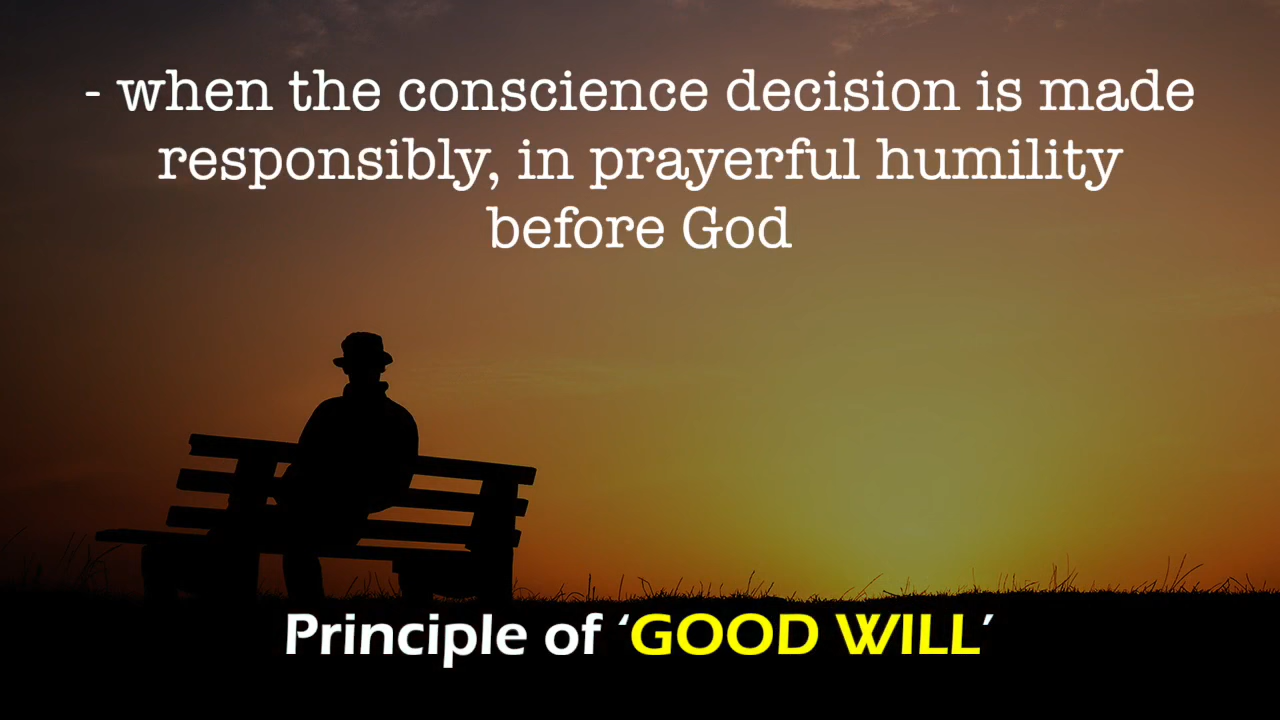 - when the conscience decision is made
responsibly, in prayerful humility
before God
Principle of ‘GOOD WILL’